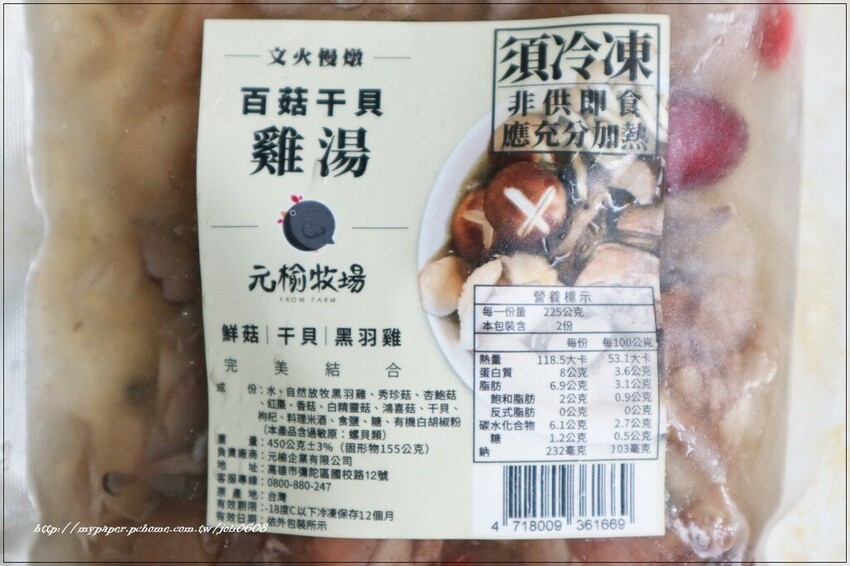 文火慢燉
百菇干貝
雞湯
元榆牧場
FROM FARM
鮮菇|干貝|黑羽雞
完美結合
成份:水、自然放牧黑羽雞、秀珍菇、杏鮑菇
、紅棗、香菇、白精靈菇、鴻喜菇、干貝、
枸杞、料理米酒、食鹽、糖、有機白胡椒粉
(本產品含過敏原:螺貝類)
重量:450公克±3%(固形物155公克)
負責廠商:元榆企業有限公司
地址:高雄市彌陀區國校路12號
客服專線:0800-880-247
原產地:台灣
有效期限:-18度C以下冷凍保存12個月
有效日期:依外包裝所示
須冷凍
非供即食
應充分加熱
營養標示
每一份量 225公克
本包裝含 2份
每份 每100公克
熱量 118.5大卡 53.1大卡
蛋白質 8公克 3.6公克
脂肪 6.9公克 3.1公克
飽和脂肪 2公克 0.9公克
反式脂肪 0公克 0公克
碳水化合物 6.1公克 2.7公克
糖 1.2公克 0.5公克
鈉 232毫克 103毫克
4 718009 361669
http://mypaper.pchome.com.tw/job0608